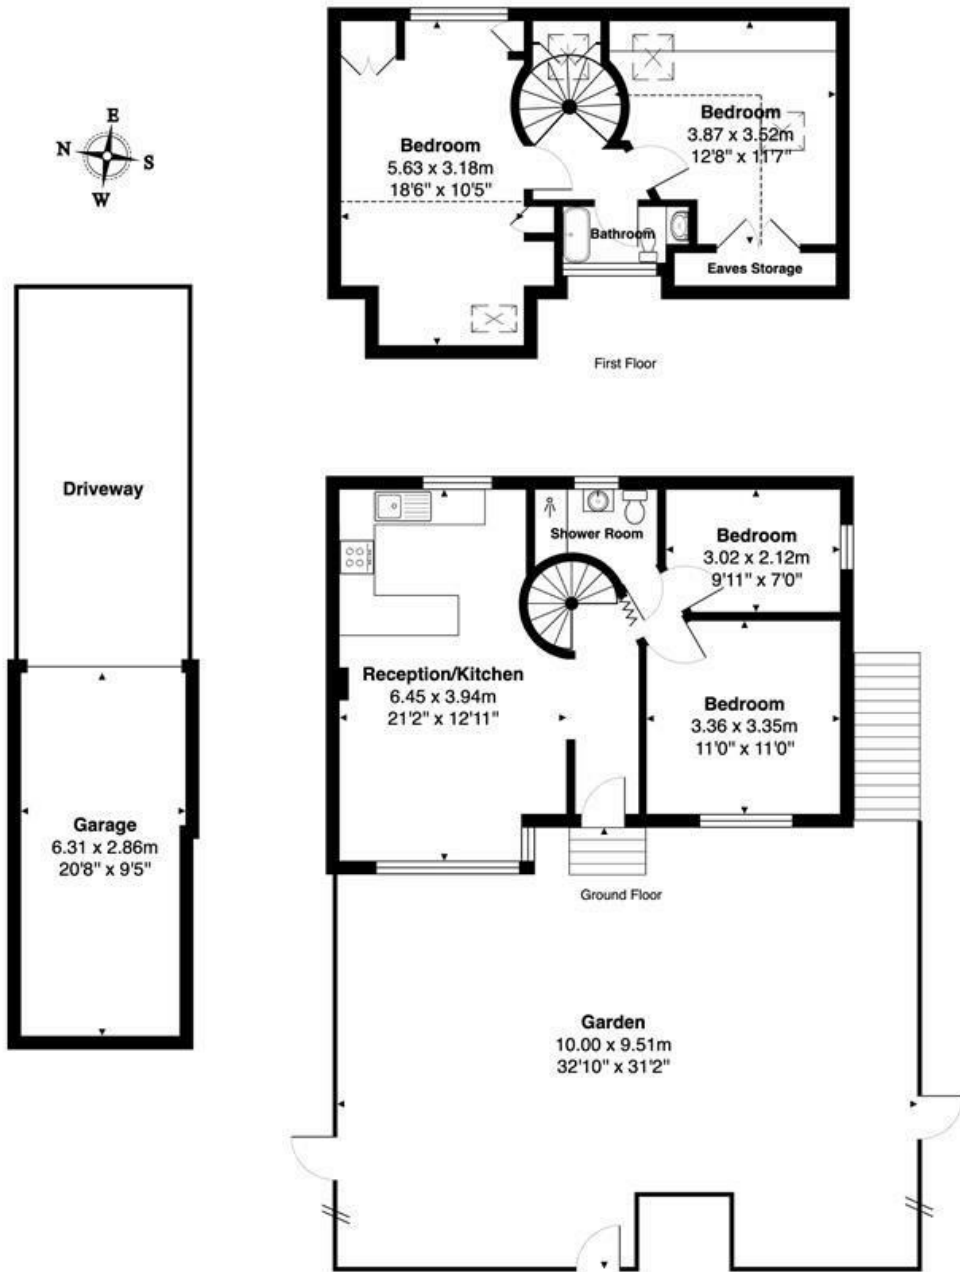 E
N
S
W
Bedroom
5.63 x 3.18m
18'6" x 10'5"
Bedroom
3.87 x 3.52m
12'8" x 11'7"
Bathroom
Eaves Storage
First Floor
Driveway
Garage
6.31 x 2.86m
20'8" x 9'5"
Shower Room
Bedroom
3.02 x 2.12m
9'11" x 7'0"
Reception/Kitchen
6.45 x 3.94m
21'2" x 12'11"
Bedroom
3.36 x 3.35m
11'0" x 11'0"
Ground Floor
Garden
10.00 x 9.51m
32'10" x 31'2"